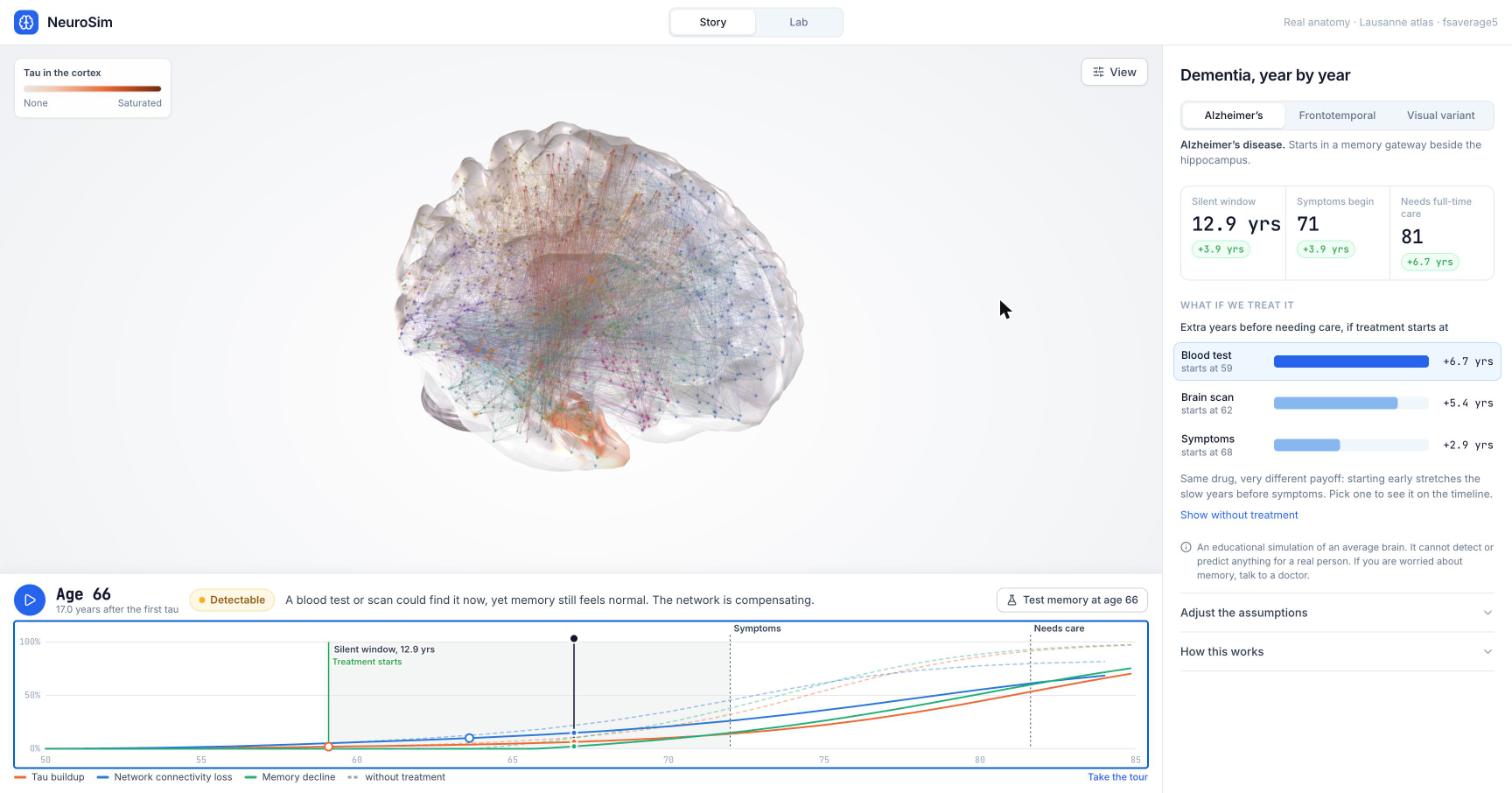 NeuroSim
Story
Lab
Real anatomy · Lausanne atlas · fsaverage5
Tau in the cortex
None
Saturated
View
Dementia, year by year
Alzheimer's
Frontotemporal
Visual variant
Alzheimer's disease. Starts in a memory gateway beside the
hippocampus.
Silent window
12.9 yrs
+3.9 yrs
Symptoms begin
71
+3.9 yrs
Needs full-time
care
81
+6.7 yrs
WHAT IF WE TREAT IT
Extra years before needing care, if treatment starts at
Blood test
starts at 59
+6.7 yrs
Brain scan
starts at 62
+5.4 yrs
Symptoms
starts at 68
+2.9 yrs
Same drug, very different payoff: starting early stretches the
slow years before symptoms. Pick one to see it on the timeline.
Show without treatment
An educational simulation of an average brain. It cannot detect or
predict anything for a real person. If you are worried about
memory, talk to a doctor.
Adjust the assumptions
How this works
Age 66
17.0 years after the first tau
Detectable
A blood test or scan could find it now, yet memory still feels normal. The network is compensating.
Test memory at age 66
Symptoms
Needs care
100%
Silent window, 12.9 yrs
Treatment starts
50%
0%
50
55
60
65
70
75
80
85
Tau buildup
Network connectivity loss
Memory decline
without treatment
Take the tour